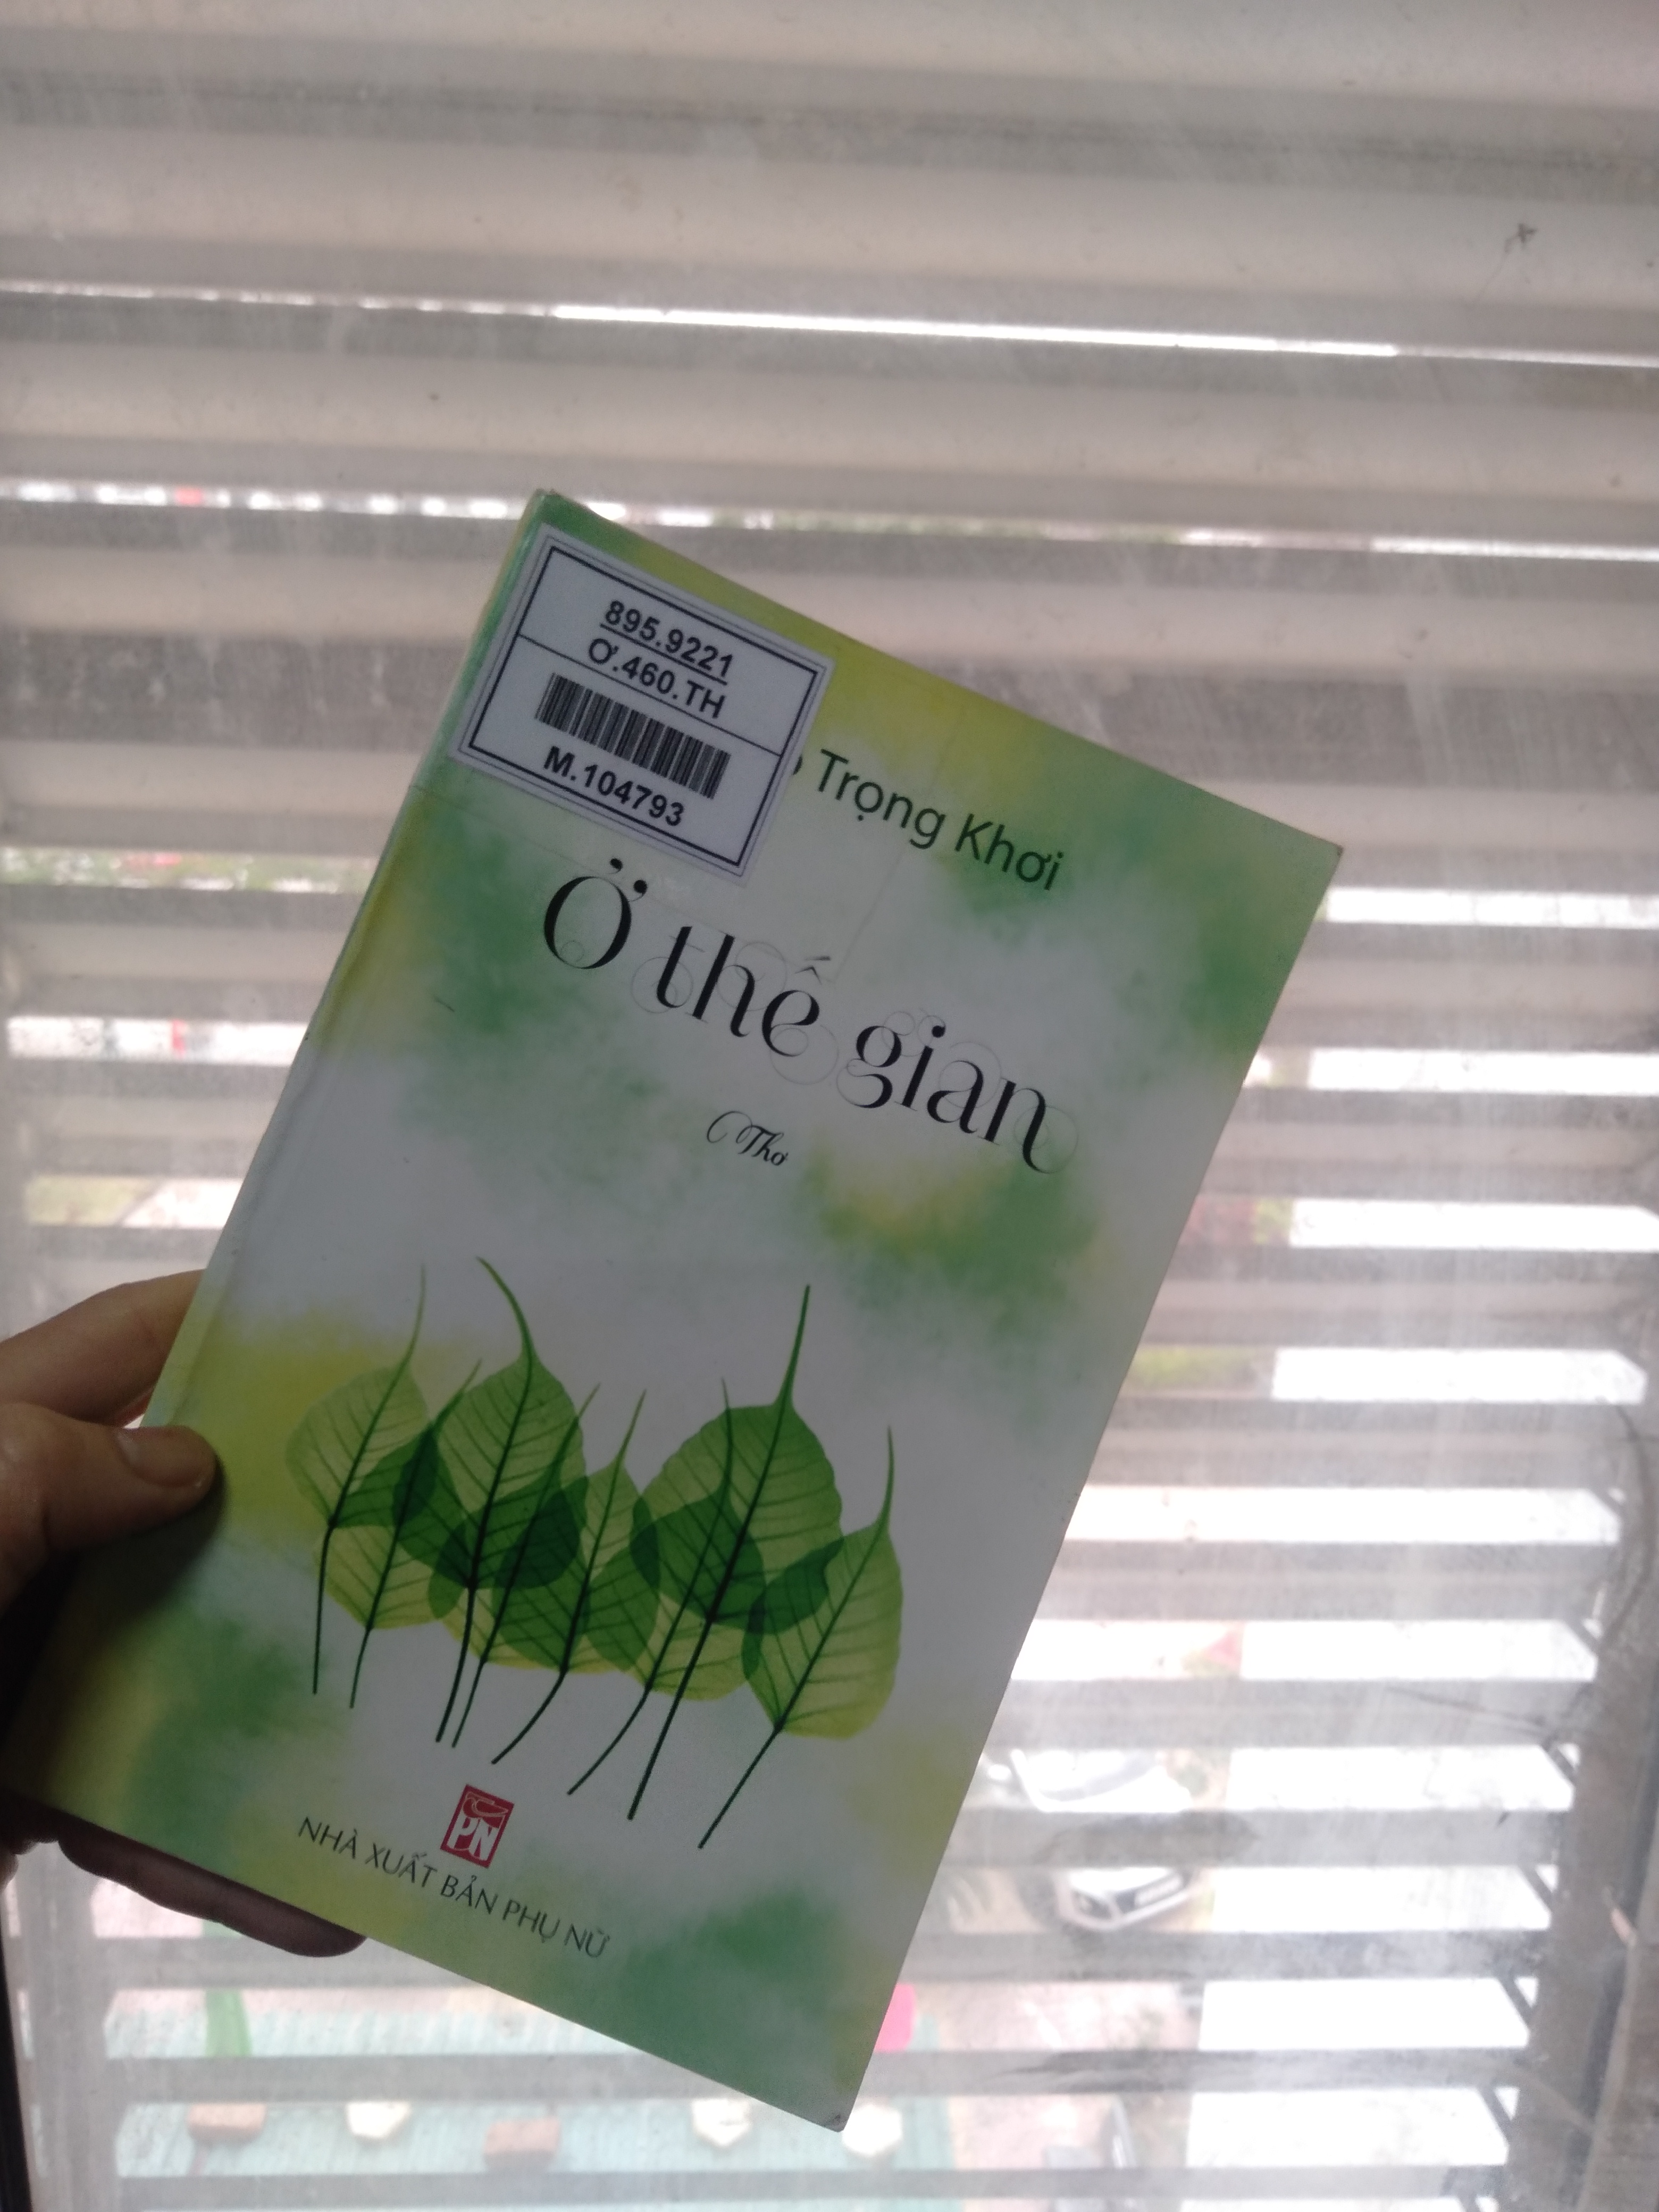 895.9221
Ơ.460.TH
M.104793
Trọng Khơi
Ở thế gian
Thơ
PN
NHÀ XUẤT BẢN PHỤ NỮ